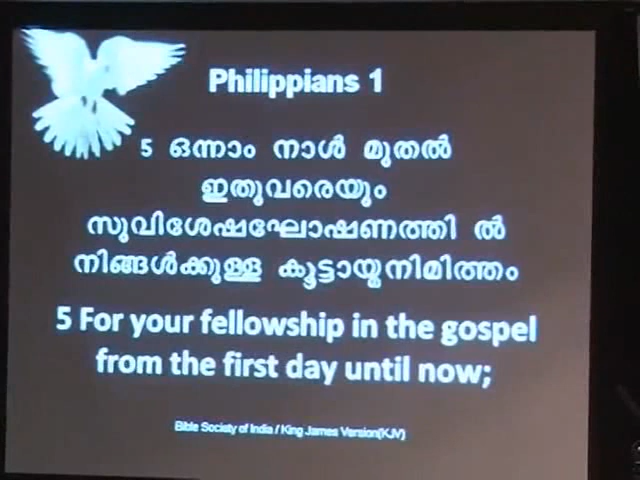 Philippians 1
5 ഒന്നാം നാൾ മുതൽ
ഇതുവരെയും
സുവിശേഷഘോഷണത്തി ൽ
നിങ്ങൾക്കുള്ള കൂട്ടായ്മനിമിത്തം
5 For your fellowship in the gospel
from the first day until now;
Bible Society of India / King James Version(KJV)